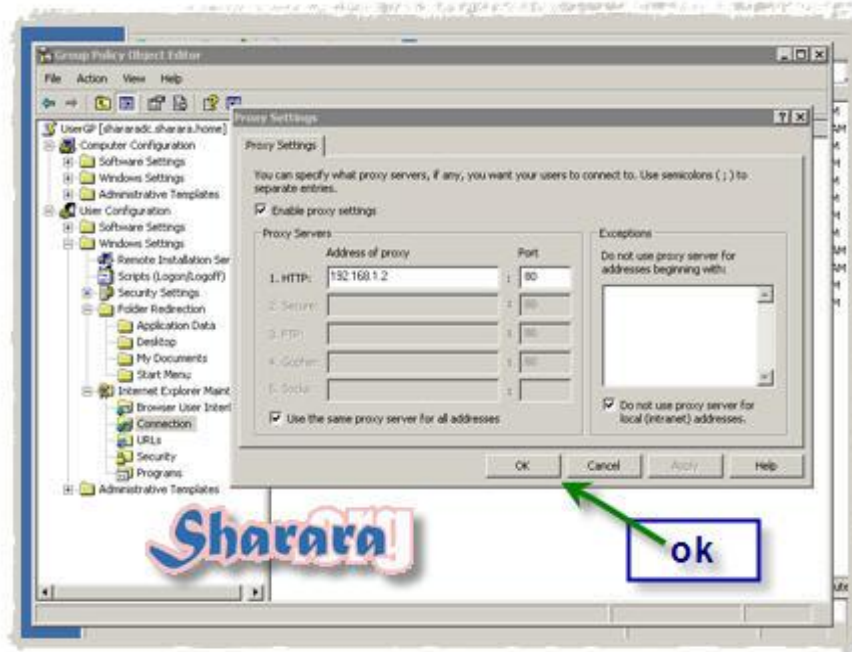 Group Policy Object Editor
File Action View Help
UserGP [shararadc.sharara.home]
Computer Configuration
Software Settings
Windows Settings
Administrative Templates
User Configuration
Software Settings
Windows Settings
Remote Installation Ser
Scripts (Logon/Logoff)
Security Settings
Folder Redirection
Application Data
Desktop
My Documents
Start Menu
Internet Explorer Maint
Browser User Interf
Connection
URLs
Security
Programs
Administrative Templates
Proxy Settings
Proxy Settings
You can specify what proxy servers, if any, you want your users to connect to. Use semicolons ( ; ) to
separate entries.
Enable proxy settings
Proxy Servers
Address of proxy Port
1. HTTP: 192.168.1.2 : 80
2. Secure: : 80
3. FTP: : 80
4. Gopher: : 80
5. Socks: :
Use the same proxy server for all addresses
Exceptions
Do not use proxy server for
addresses beginning with:
Do not use proxy server for
local (intranet) addresses.
OK Cancel Apply Help
ok
Sharara
org